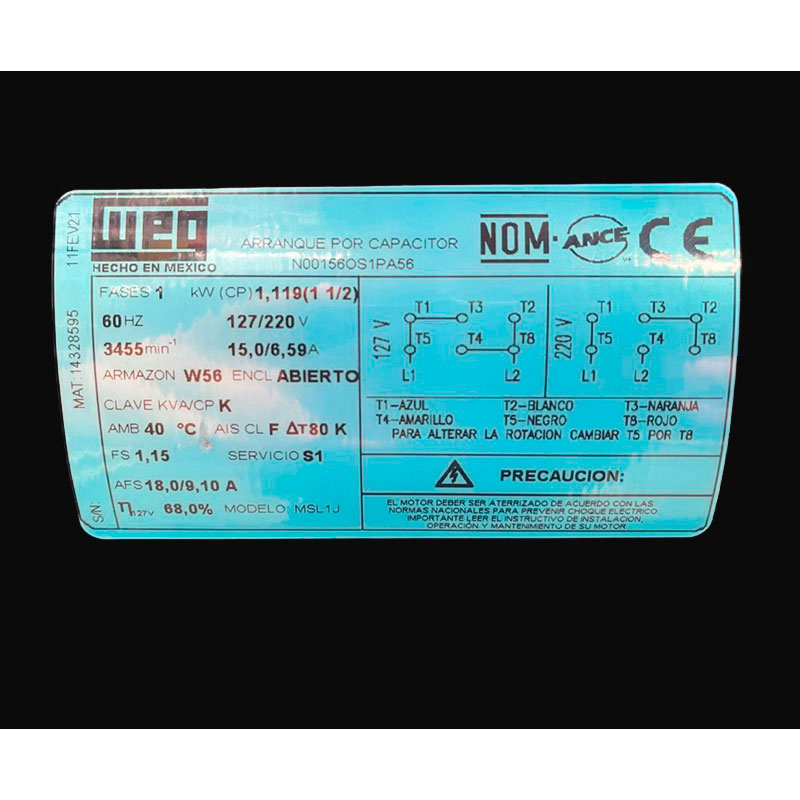 11FEV21
MAT:14328595
S/N:
WEG
HECHO EN MEXICO
ARRANQUE POR CAPACITOR
N00156OS1PA56
NOM-ANCE CE
FASES 1 kW (CP) 1,119(1 1/2)
60 HZ 127/220 V
3455min⁻¹ 15,0/6,59 A
ARMAZON W56 ENCL ABIERTO
CLAVE KVA/CP K
AMB 40 °C AIS CL F ΔT80 K
FS 1,15 SERVICIO S1
AFS 18,0/9,10 A
η127V 68,0% MODELO: MSL1J
127 V
T1 T3 T2
T5 T4 T8
L1 L2
220 V
T1 T3 T2
T5 T4 T8
L1 L2
T1-AZUL T2-BLANCO T3-NARANJA
T4-AMARILLO T5-NEGRO T8-ROJO
PARA ALTERAR LA ROTACION CAMBIAR T5 POR T8
PRECAUCION:
EL MOTOR DEBER SER ATERRIZADO DE ACUERDO CON LAS
NORMAS NACIONALES PARA PREVENIR CHOQUE ELECTRICO.
IMPORTANTE LEER EL INSTRUCTIVO DE INSTALACION,
OPERACIÓN Y MANTENIMIENTO DE SU MOTOR